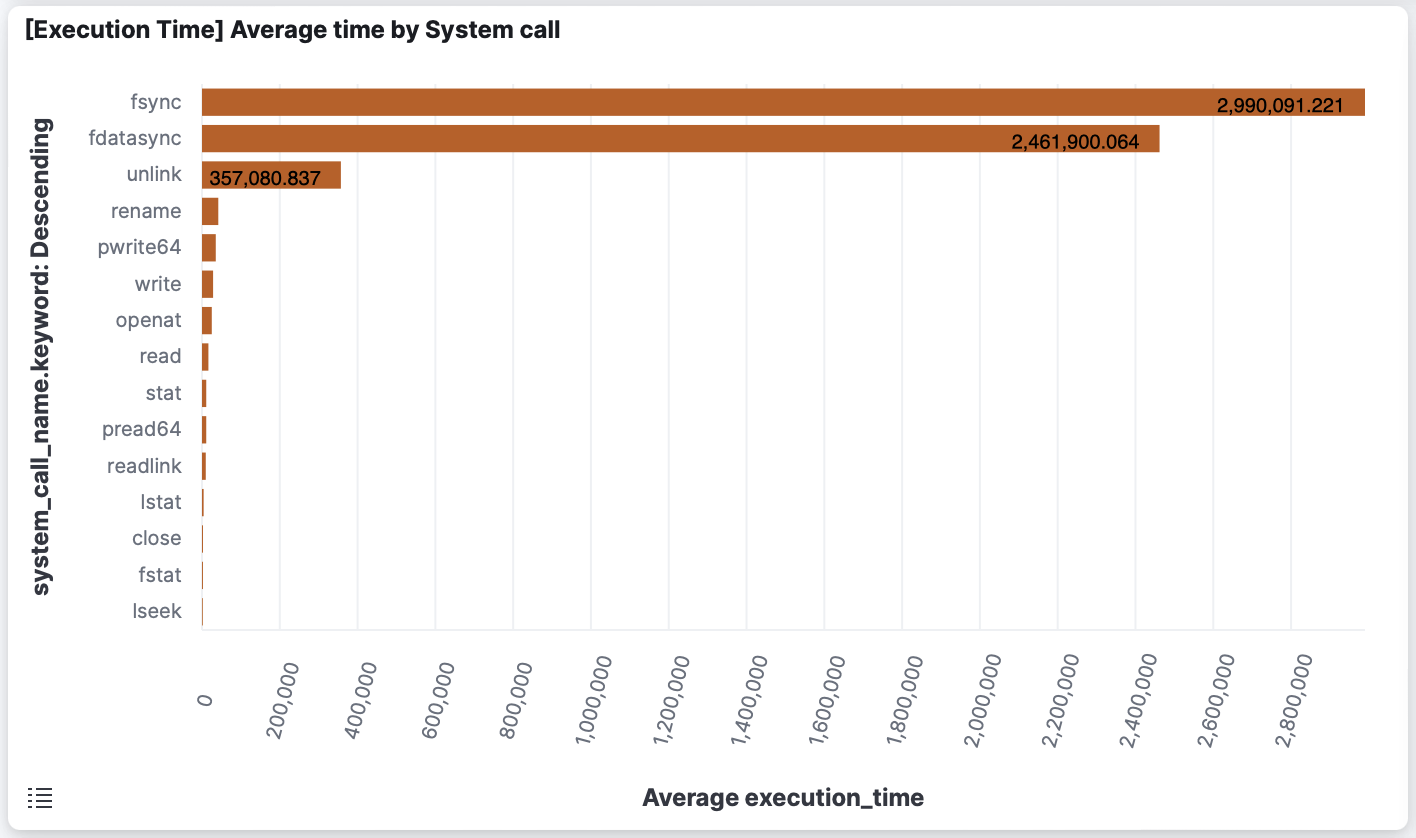 [Execution Time] Average time by System call
system_call_name.keyword: Descending
fsync
2,990,091.221
fdatasync
2,461,900.064
unlink
357,080.837
rename
pwrite64
write
openat
read
stat
pread64
readlink
lstat
close
fstat
lseek
0
200,000
400,000
600,000
800,000
1,000,000
1,200,000
1,400,000
1,600,000
1,800,000
2,000,000
2,200,000
2,400,000
2,600,000
2,800,000
Average execution_time